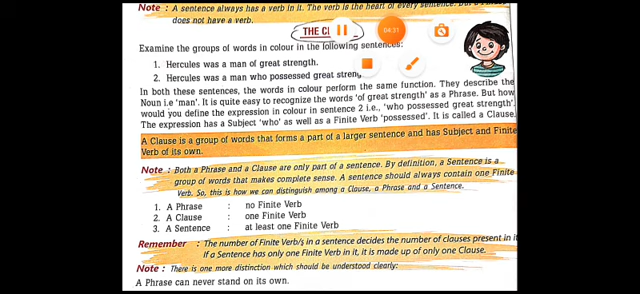 Note : A sentence always has a verb in it. The verb is the heart of every sentence. But a
does not have a verb.
THE CL
04:31
Examine the groups of words in colour in the following sentences:
1. Hercules was a man of great strength.
2. Hercules was a man who possessed great streng
In both these sentences, the words in colour perform the same function. They describe the
Noun i.e 'man'. It is quite easy to recognize the words 'of great strength' as a Phrase. But how
would you define the expression in colour in sentence 2 i.e., 'who possessed great strength'.
The expression has a Subject 'who' as well as a Finite Verb 'possessed'. It is called a Clause.
A Clause is a group of words that forms a part of a larger sentence and has Subject and Finite
Verb of its own.
Note : Both a Phrase and a Clause are only part of a sentence. By definition, a Sentence is a
group of words that makes complete sense. A sentence should always contain one Finite
Verb. So, this is how we can distinguish among a Clause, a Phrase and a Sentence.
1. A Phrase : no Finite Verb
2. A Clause : one Finite Verb
3. A Sentence : at least one Finite Verb
Remember : The number of Finite Verb/s in a sentence decides the number of clauses present in it
If a Sentence has only one Finite Verb in it, it is made up of only one Clause.
Note : There is one more distinction which should be understood clearly:
A Phrase can never stand on its own.